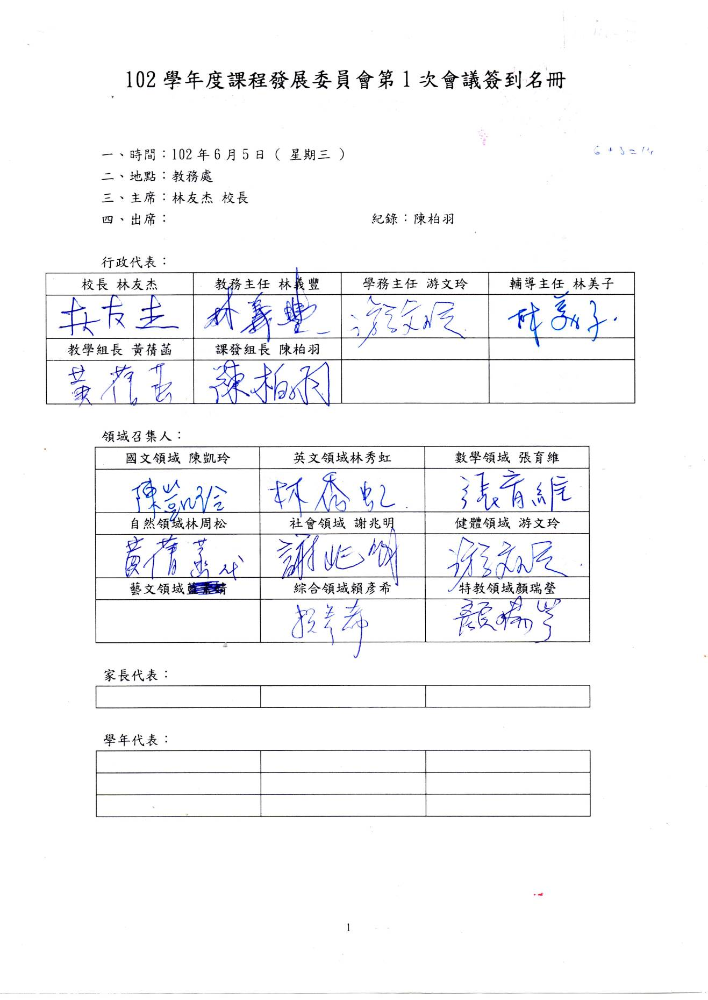 102學年度課程發展委員會第1次會議簽到名冊
6+8=14
一、時間：102年6月5日（ 星期三 ）
二、地點：教務處
三、主席：林友杰 校長
四、出席： 紀錄：陳柏羽
行政代表：
校長 林友杰 教務主任 林義豐 學務主任 游文玲 輔導主任 林美子
林友杰 林義豐 游文玲 林美子
教學組長 黃蒨菡 課發組長 陳柏羽
黃蒨菡 陳柏羽
領域召集人：
國文領域 陳凱玲 英文領域林秀虹 數學領域 張育維
陳凱玲 林秀虹 張育維
自然領域林周松 社會領域 謝兆明 健體領域 游文玲
黃蒨菡代 謝兆明 游文玲
藝文領域 綜合領域賴彥希 特教領域顏瑞瑩
賴彥希 顏瑞瑩
家長代表：
學年代表：
1